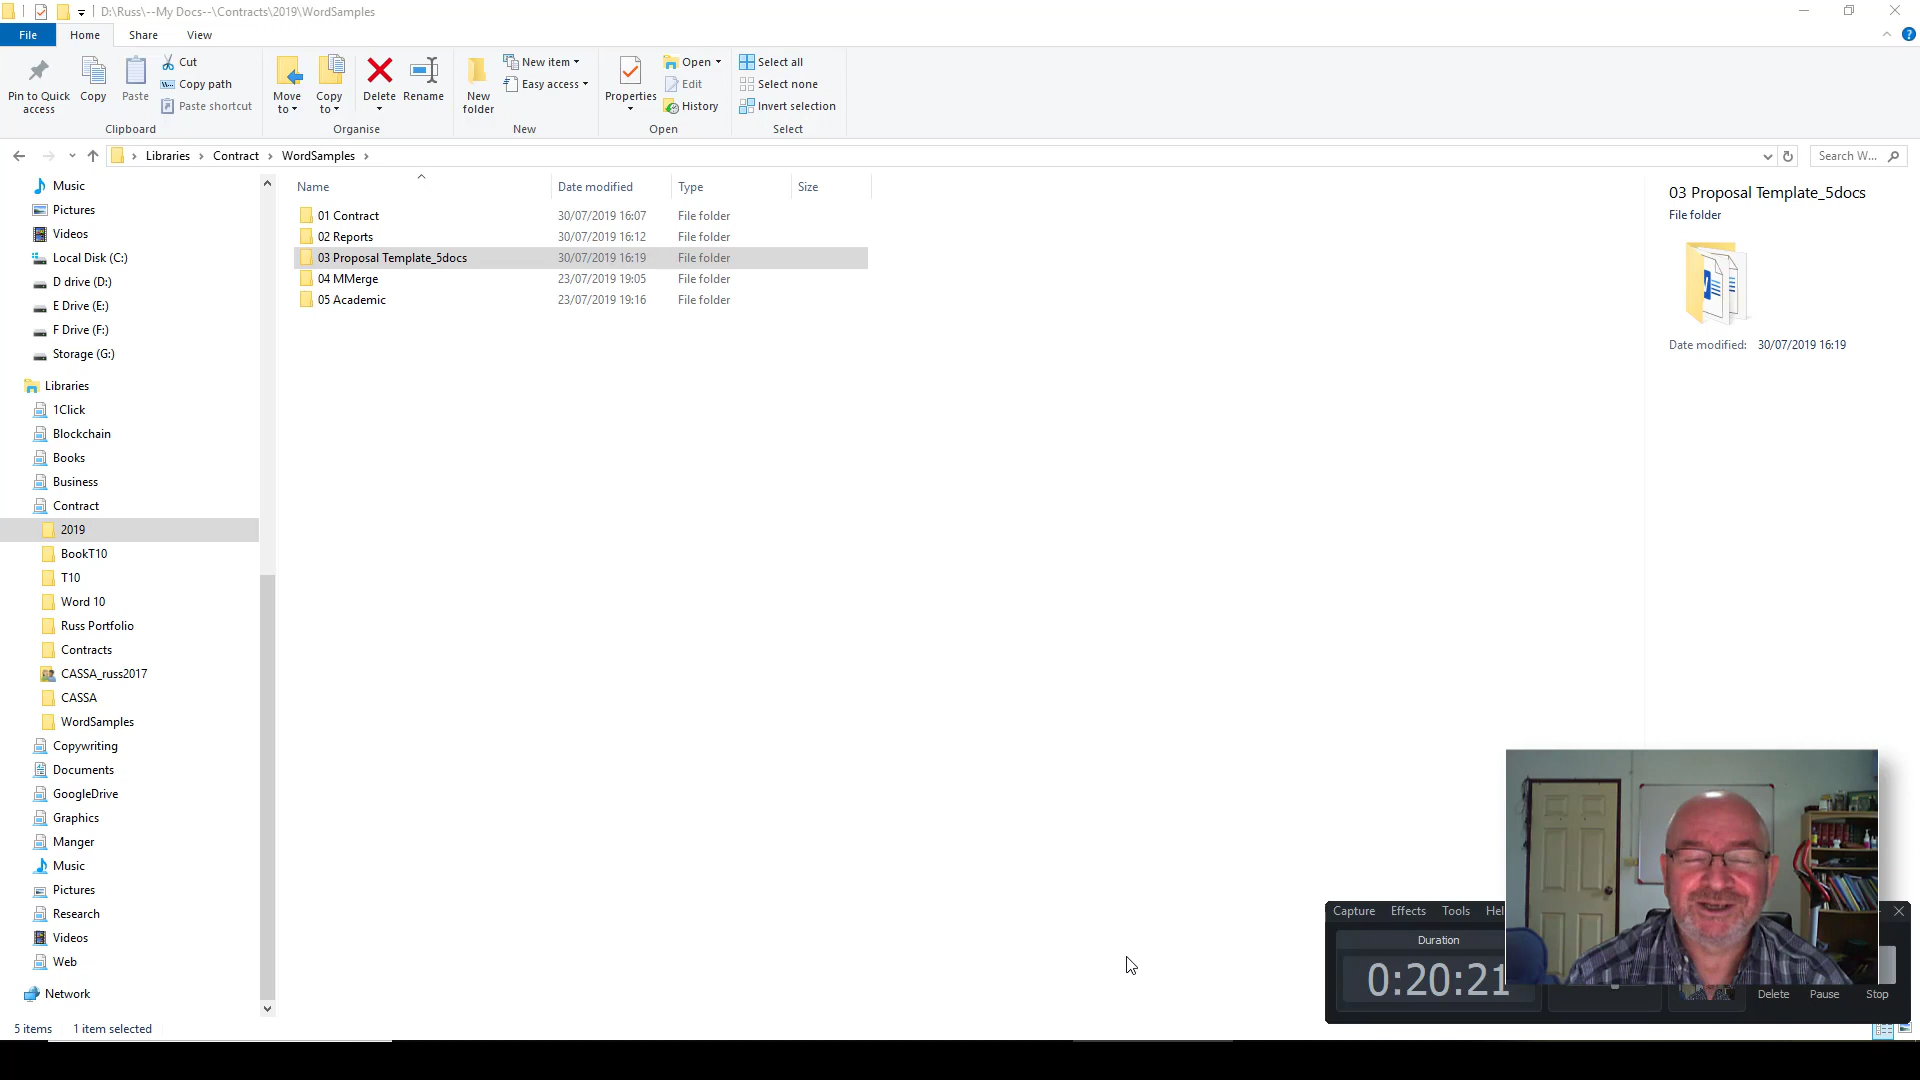 D:\Russ\--My Docs--\Contracts\2019\WordSamples
File
Home
Share
View
Pin to Quick access
Copy
Paste
Cut
Copy path
Paste shortcut
Clipboard
Move to
Copy to
Delete
Rename
Organise
New folder
New item
Easy access
New
Properties
Open
Edit
History
Open
Select all
Select none
Invert selection
Select
Libraries > Contract > WordSamples >
Search W...
Music
Pictures
Videos
Local Disk (C:)
D drive (D:)
E Drive (E:)
F Drive (F:)
Storage (G:)
Libraries
1Click
Blockchain
Books
Business
Contract
2019
BookT10
T10
Word 10
Russ Portfolio
Contracts
CASSA_russ2017
CASSA
WordSamples
Copywriting
Documents
GoogleDrive
Graphics
Manger
Music
Pictures
Research
Videos
Web
Network
Name Date modified Type Size
01 Contract 30/07/2019 16:07 File folder
02 Reports 30/07/2019 16:12 File folder
03 Proposal Template_5docs 30/07/2019 16:19 File folder
04 MMerge 23/07/2019 19:05 File folder
05 Academic 23/07/2019 19:16 File folder
03 Proposal Template_5docs
File folder
Date modified: 30/07/2019 16:19
Capture Effects Tools Hel
Duration
0:20:21
Delete Pause Stop
5 items 1 item selected